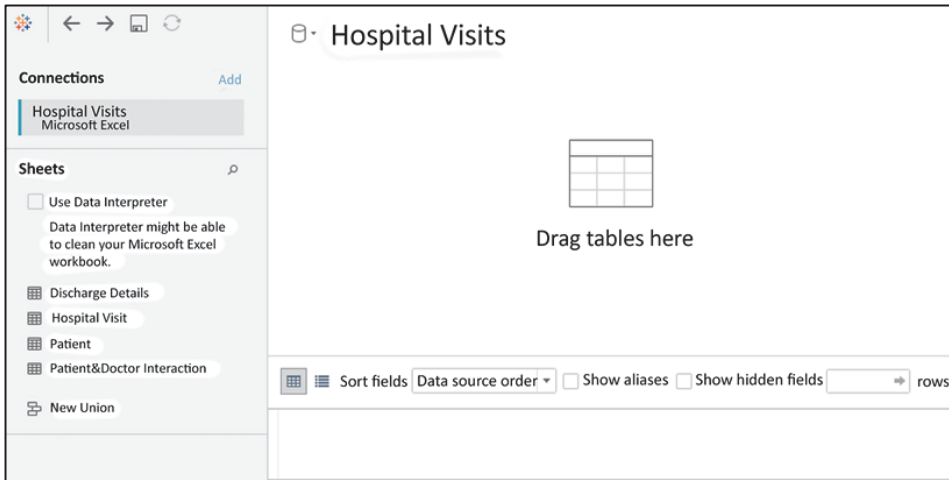 Connections
Add
Hospital Visits
Microsoft Excel
Sheets
Use Data Interpreter
Data Interpreter might be able
to clean your Microsoft Excel
workbook.
Discharge Details
Hospital Visit
Patient
Patient&Doctor Interaction
New Union
Hospital Visits
Drag tables here
Sort fields Data source order Show aliases Show hidden fields rows